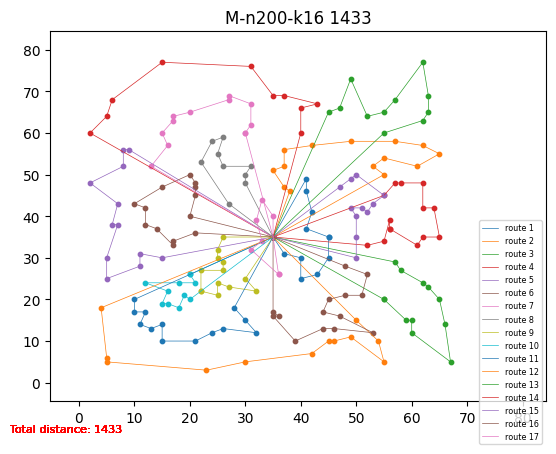 M-n200-k16 1433
80
70
60
50
40
30
20
10
0
0 10 20 30 40 50 60 70 80
route 1
route 2
route 3
route 4
route 5
route 6
route 7
route 8
route 9
route 10
route 11
route 12
route 13
route 14
route 15
route 16
route 17
Total distance: 1433